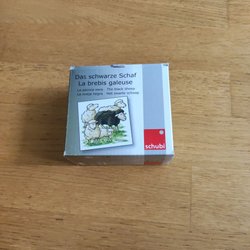 Das schwarze Schaf
La brebis galeuse
La pecora nera · The black sheep
La oveja negra · Het zwarte schaap
schubi